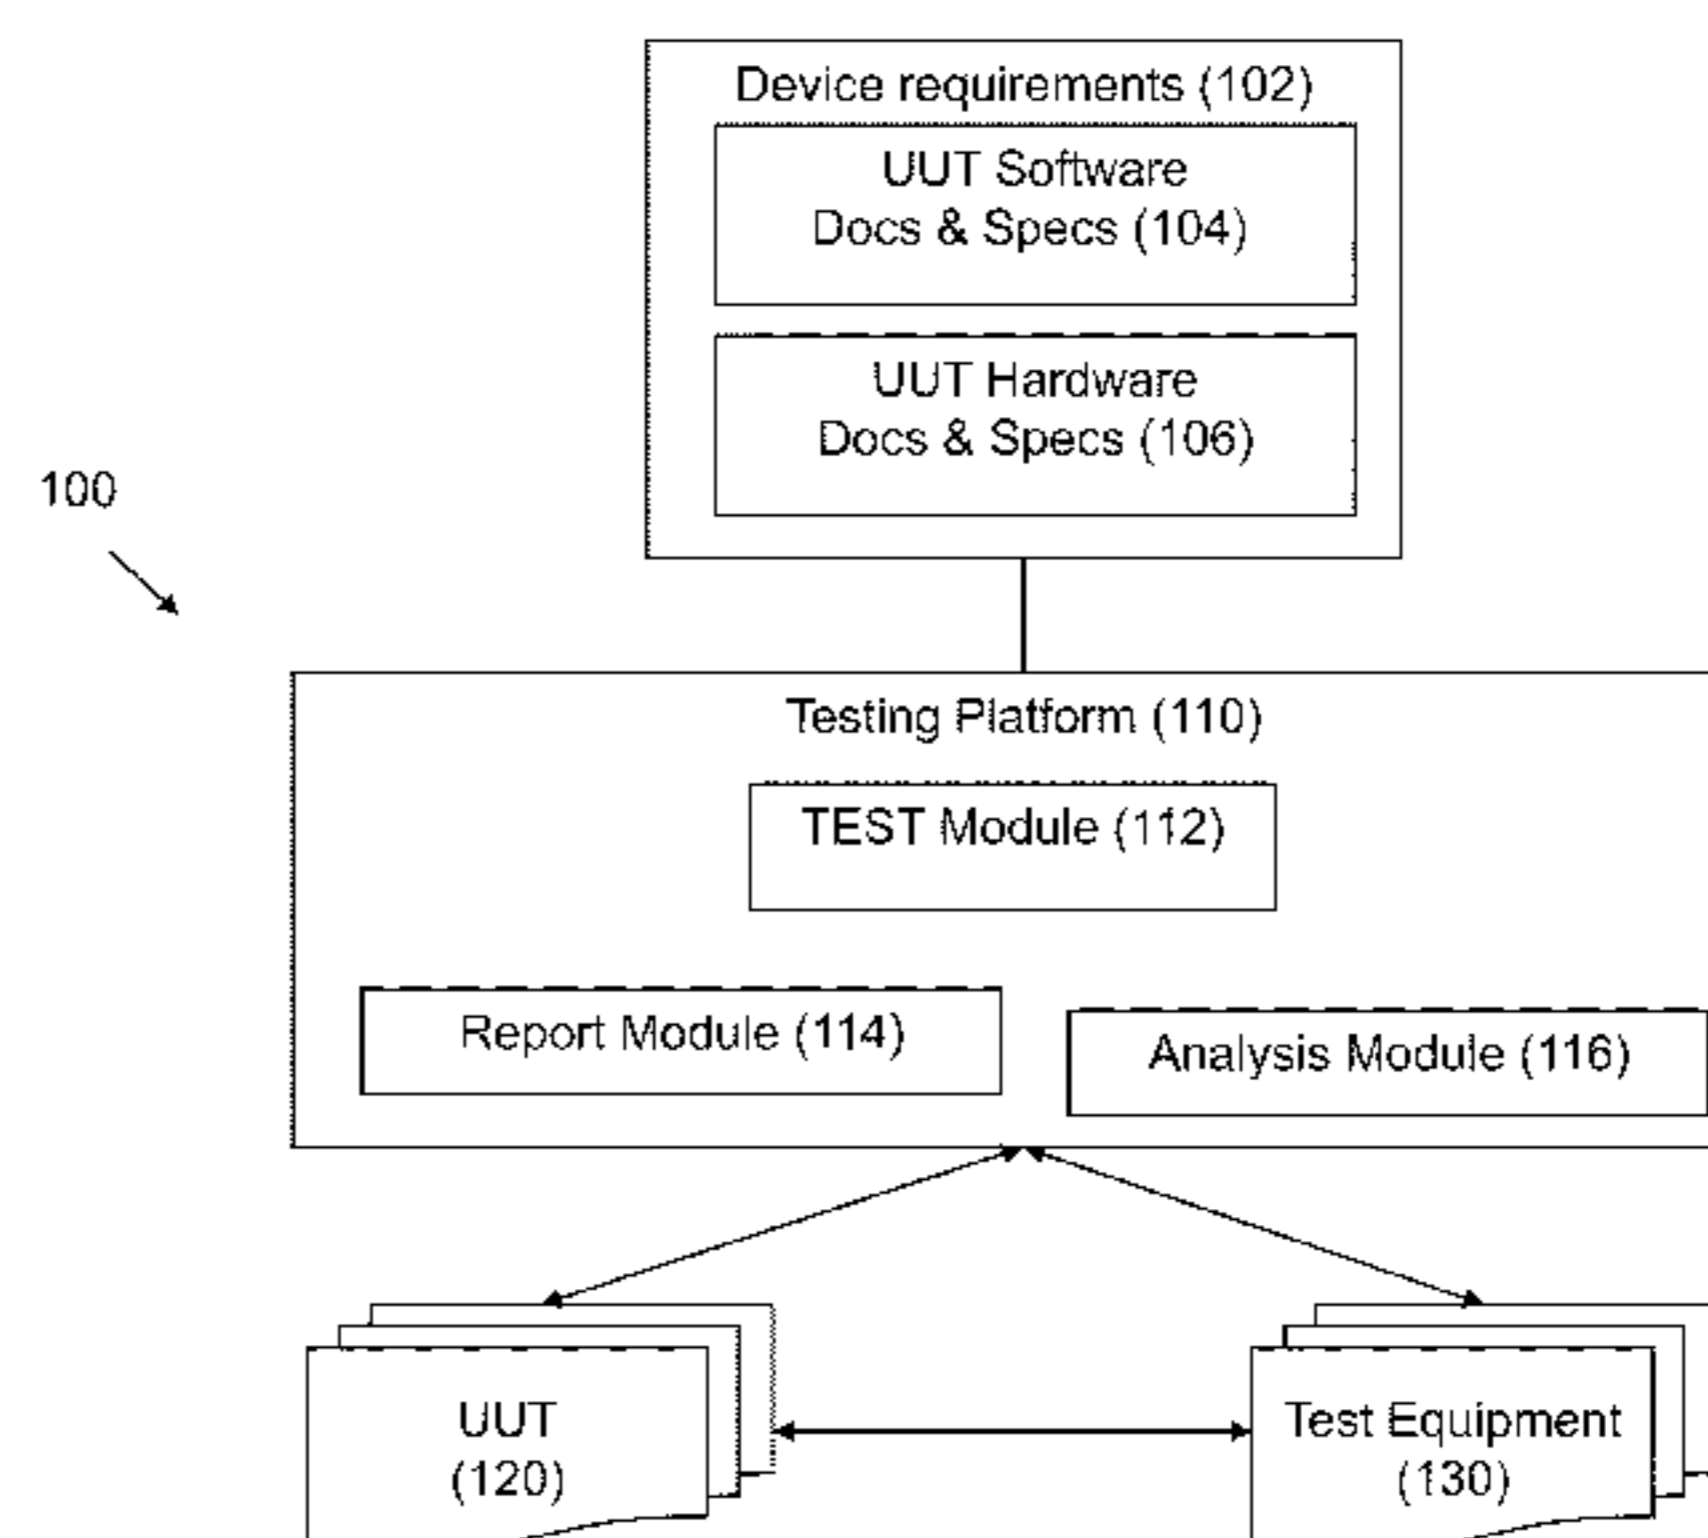 Device requirements (102)
UUT Software
Docs & Specs (104)
UUT Hardware
Docs & Specs (106)
100
Testing Platform (110)
TEST Module (112)
Report Module (114)
Analysis Module (116)
UUT
(120)
Test Equipment
(130)